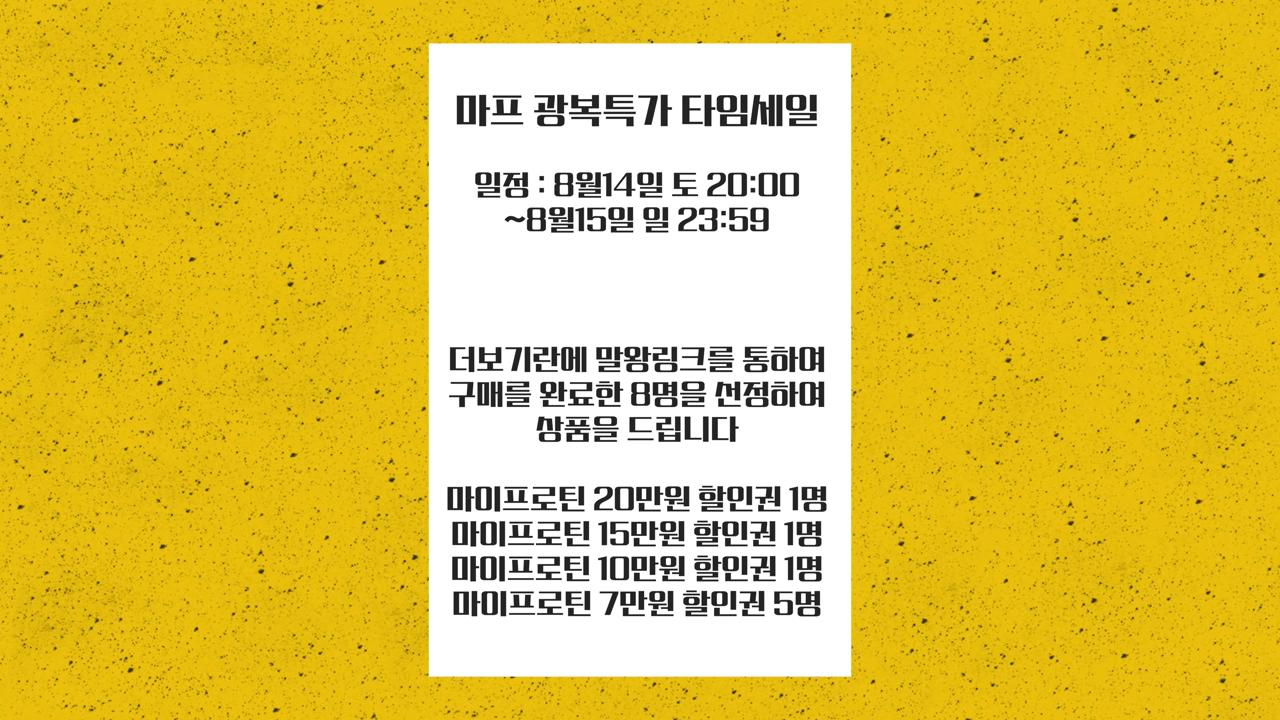 마프 광복특가 타임세일
일정 : 8월14일 토 20:00
~8월15일 일 23:59
더보기란에 말왕링크를 통하여
구매를 완료한 8명을 선정하여
상품을 드립니다
마이프로틴 20만원 할인권 1명
마이프로틴 15만원 할인권 1명
마이프로틴 10만원 할인권 1명
마이프로틴 7만원 할인권 5명